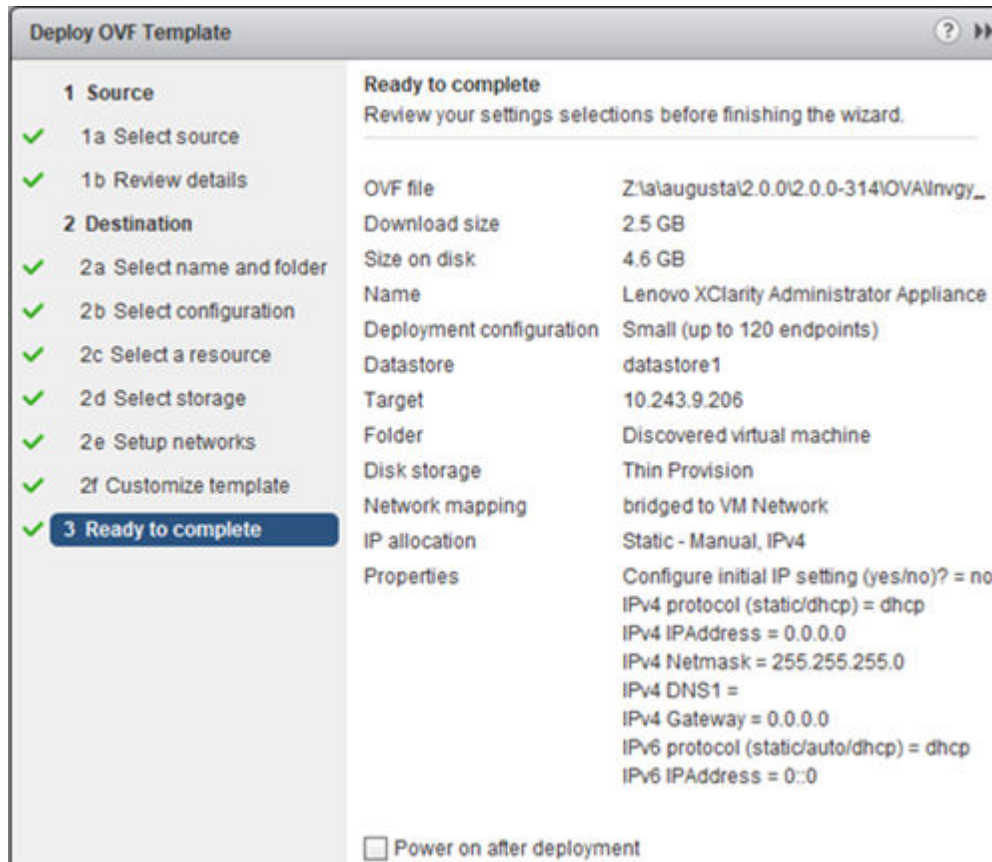 Deploy OVF Template
1 Source
1a Select source
1b Review details
2 Destination
2a Select name and folder
2b Select configuration
2c Select a resource
2d Select storage
2e Setup networks
2f Customize template
3 Ready to complete
Ready to complete
Review your settings selections before finishing the wizard.
OVF file Z:\a\augusta\2.0.0\2.0.0-314\OVA\lnvgy_
Download size 2.5 GB
Size on disk 4.6 GB
Name Lenovo XClarity Administrator Appliance
Deployment configuration Small (up to 120 endpoints)
Datastore datastore1
Target 10.243.9.206
Folder Discovered virtual machine
Disk storage Thin Provision
Network mapping bridged to VM Network
IP allocation Static - Manual, IPv4
Properties Configure initial IP setting (yes/no)? = no
IPv4 protocol (static/dhcp) = dhcp
IPv4 IPAddress = 0.0.0.0
IPv4 Netmask = 255.255.255.0
IPv4 DNS1 =
IPv4 Gateway = 0.0.0.0
IPv6 protocol (static/auto/dhcp) = dhcp
IPv6 IPAddress = 0::0
Power on after deployment